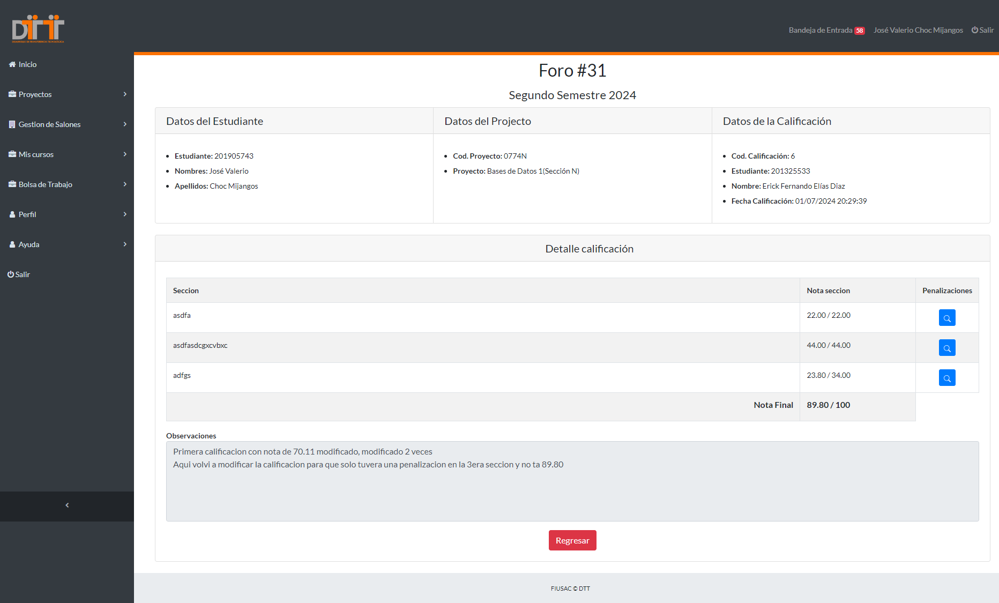 DTT
DESARROLLO DE TRANSFERENCIA TECNOLÓGICA
Bandeja de Entrada 58 José Valerio Choc Mijangos Salir
Inicio
Proyectos
Gestion de Salones
Mis cursos
Bolsa de Trabajo
Perfil
Ayuda
Salir
Foro #31
Segundo Semestre 2024
Datos del Estudiante
Estudiante: 201905743
Nombres: José Valerio
Apellidos: Choc Mijangos
Datos del Projecto
Cod. Proyecto: 0774N
Proyecto: Bases de Datos 1(Sección N)
Datos de la Calificación
Cod. Calificación: 6
Estudiante: 201325533
Nombre: Erick Fernando Elías Diaz
Fecha Calificación: 01/07/2024 20:29:39
Detalle calificación
Seccion Nota seccion Penalizaciones
asdfa 22.00 / 22.00
asdfasdcgxcvbxc 44.00 / 44.00
adfgs 23.80 / 34.00
Nota Final 89.80 / 100
Observaciones
Primera calificacion con nota de 70.11 modificado, modificado 2 veces
Aqui volvi a modificar la calificacion para que solo tuvera una penalizacion en la 3era seccion y no ta 89.80
Regresar
FIUSAC © DTT